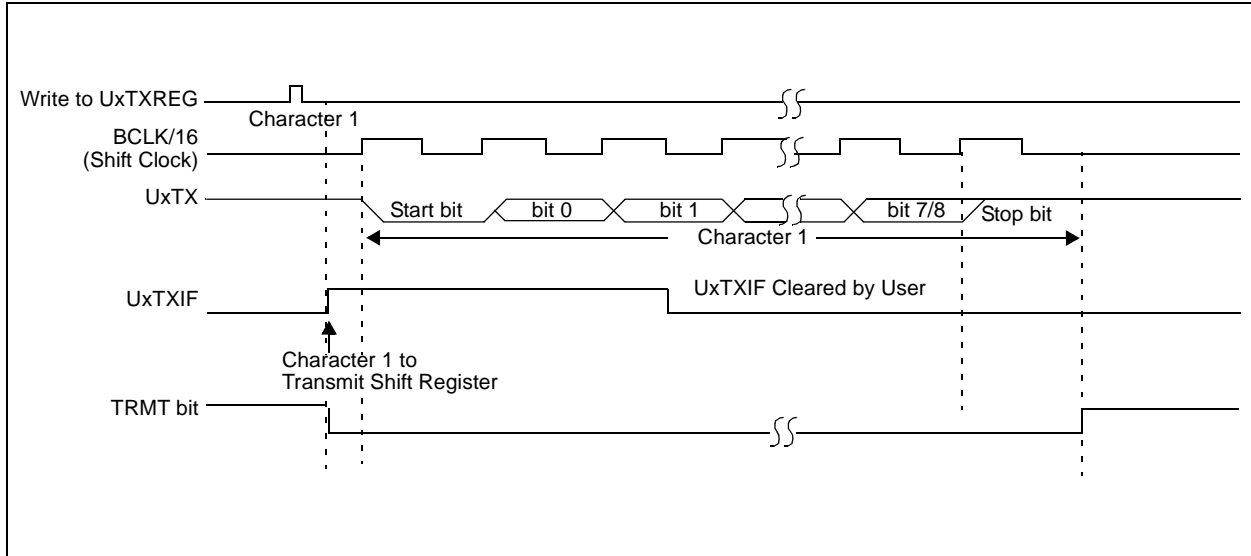 Write to UxTXREG
Character 1
BCLK/16
(Shift Clock)
UxTX
Start bit
bit 0
bit 1
bit 7/8
Stop bit
Character 1
UxTXIF
UxTXIF Cleared by User
Character 1 to
Transmit Shift Register
TRMT bit